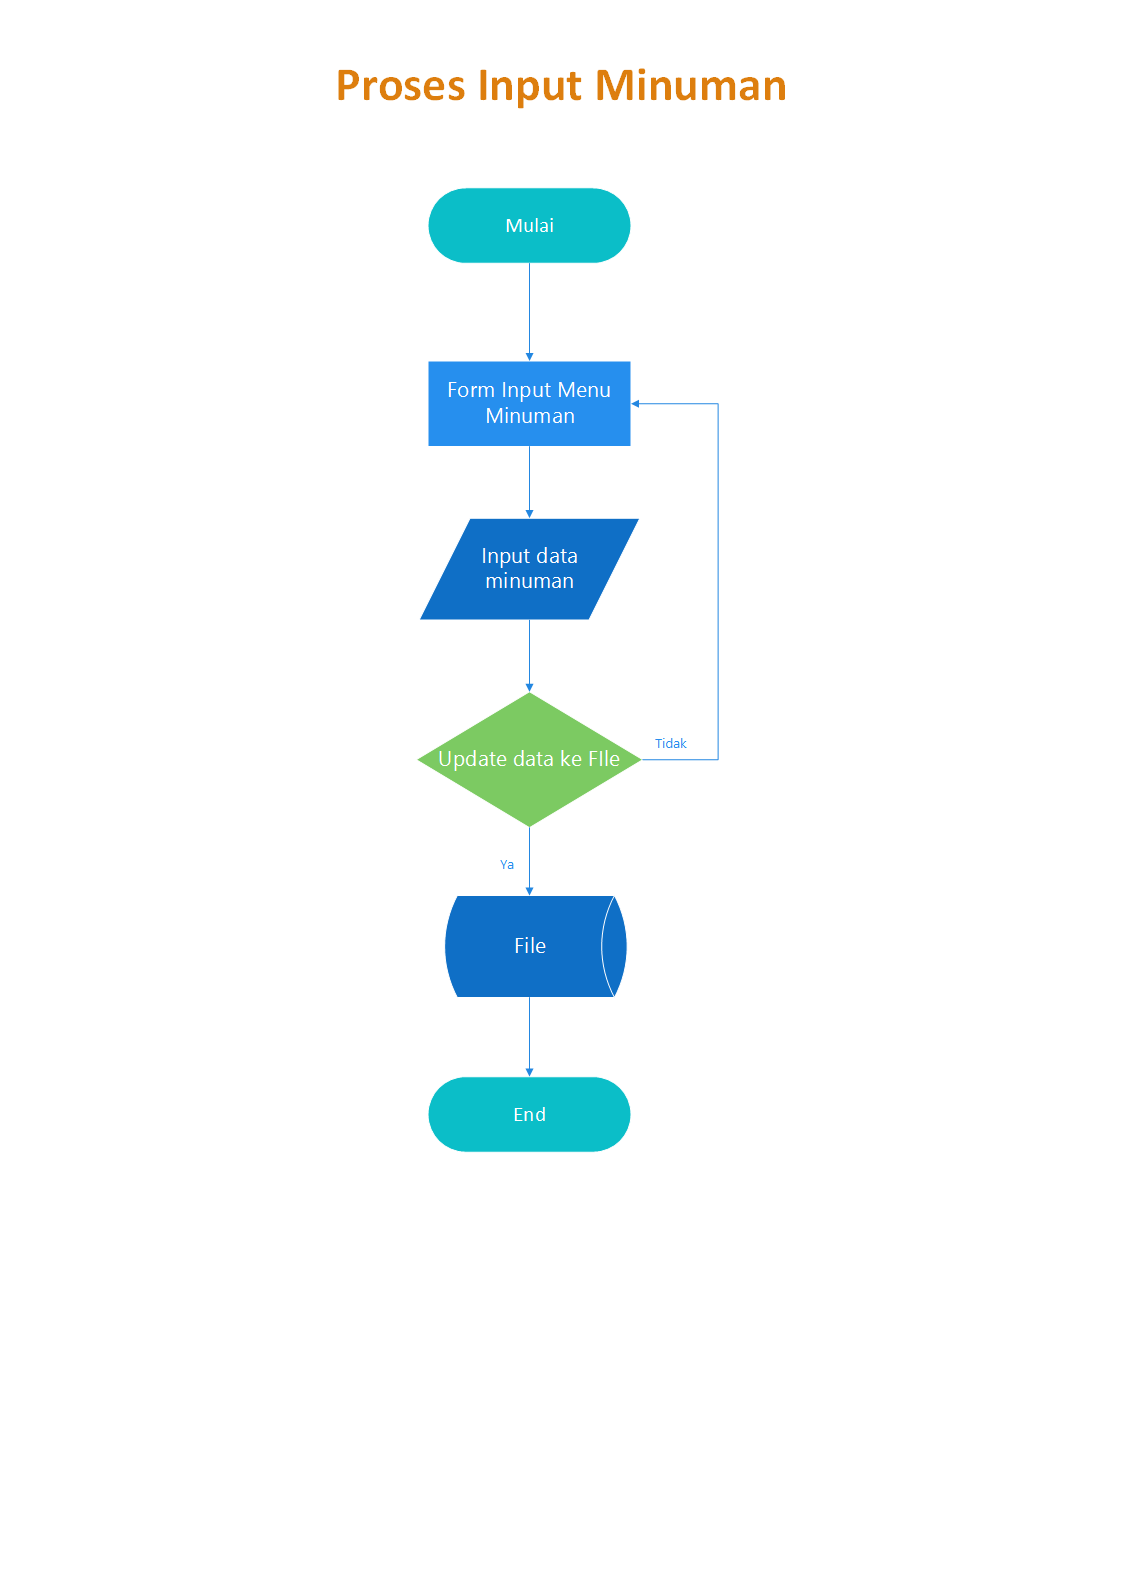 Proses Input Minuman
Mulai
Form Input Menu
Minuman
Input data
minuman
Update data ke FIle
Tidak
Ya
File
End